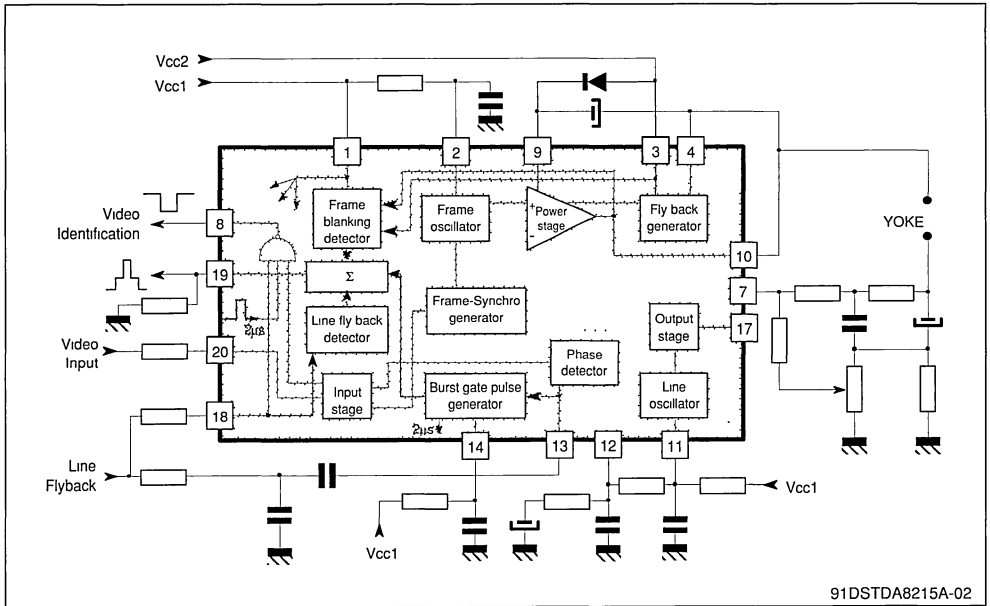 Vcc2
Vcc1
1
2
9
3
4
Video
Identification
8
Frame
blanking
detector
Frame
oscillator
+
Power
stage
-
Fly back
generator
YOKE
10
19
Σ
7
Frame-Synchro
generator
2µs
Line fly back
detector
Output
stage
17
Video
Input
20
. . .
Phase
detector
Input
stage
Burst gate pulse
generator
Line
oscillator
18
2µs
14
13
12
11
Line
Flyback
Vcc1
Vcc1
91DSTDA8215A-02